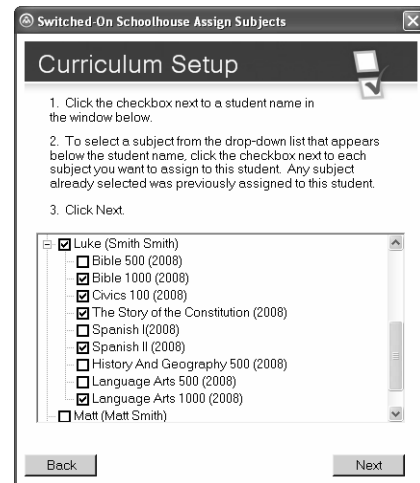 Switched-On Schoolhouse Assign Subjects
Curriculum Setup
1. Click the checkbox next to a student name in
the window below.
2. To select a subject from the drop-down list that appears
below the student name, click the checkbox next to each
subject you want to assign to this student. Any subject
already selected was previously assigned to this student.
3. Click Next.
Luke (Smith Smith)
Bible 500 (2008)
Bible 1000 (2008)
Civics 100 (2008)
The Story of the Constitution (2008)
Spanish I(2008)
Spanish II (2008)
History And Geography 500 (2008)
Language Arts 500 (2008)
Language Arts 1000 (2008)
Matt (Matt Smith)
Back Next